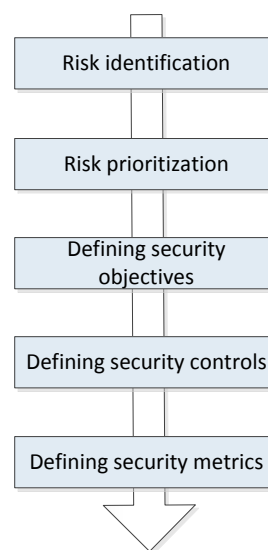 Risk identification
Risk prioritization
Defining security
objectives
Defining security controls
Defining security metrics